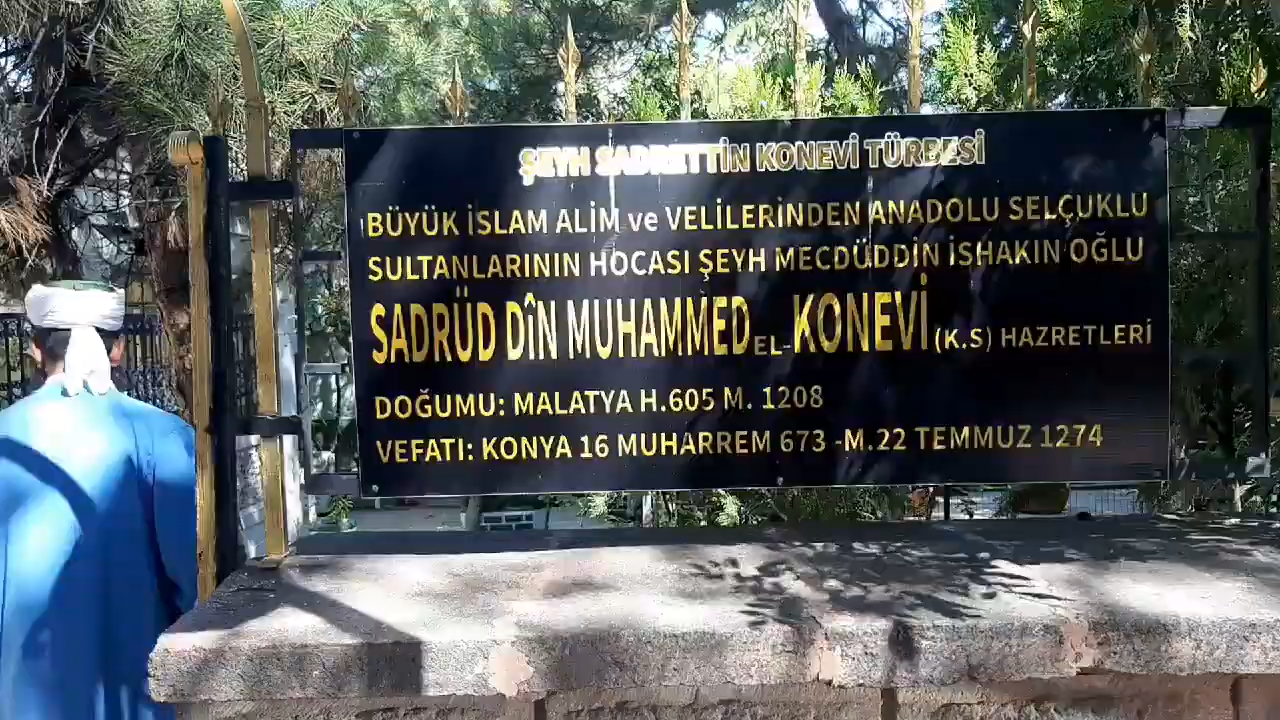 ŞEYH SADRETTİN KONEVİ TÜRBESİ
BÜYÜK İSLAM ALİM ve VELİLERİNDEN ANADOLU SELÇUKLU
SULTANLARININ HOCASI ŞEYH MECDÜDDİN İSHAKIN OĞLU
SADRÜD DÎN MUHAMMED EL-KONEVİ (K.S) HAZRETLERİ
DOĞUMU: MALATYA H.605 M. 1208
VEFATI: KONYA 16 MUHARREM 673 -M.22 TEMMUZ 1274